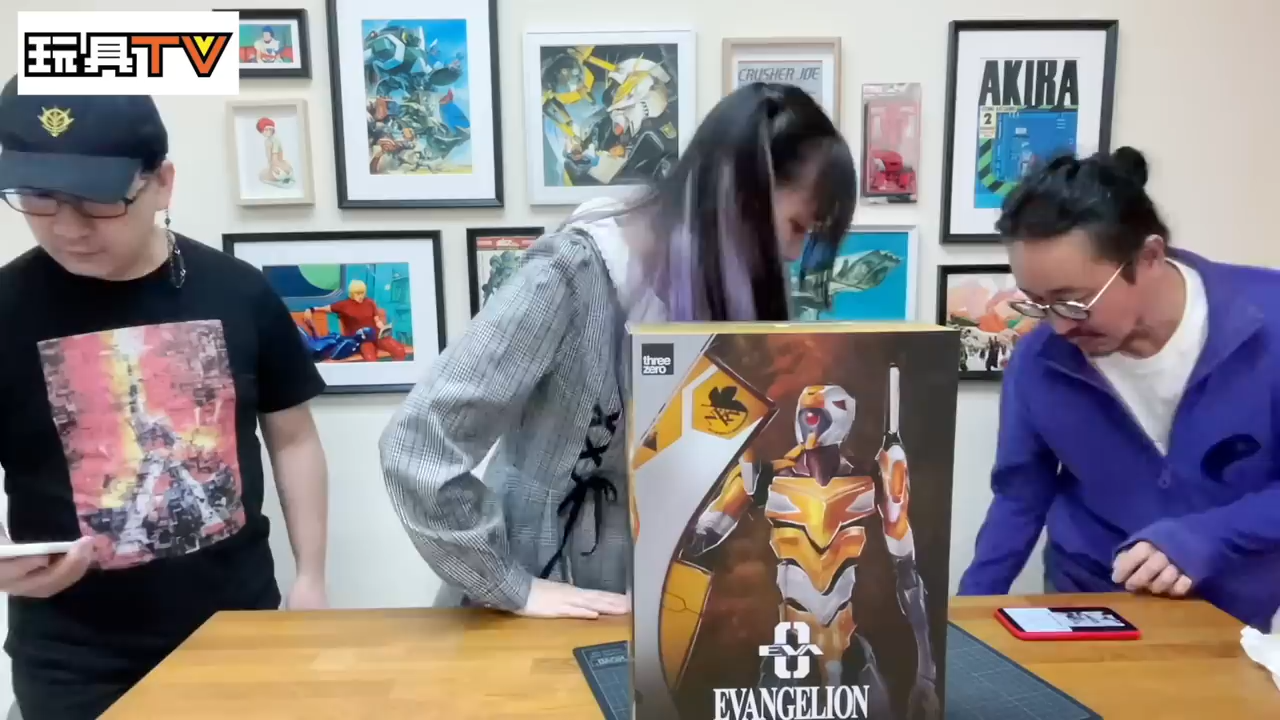 玩具TV
CRUSHER JOE
AKIRA
2
three
zero
EVA
0
EVANGELION